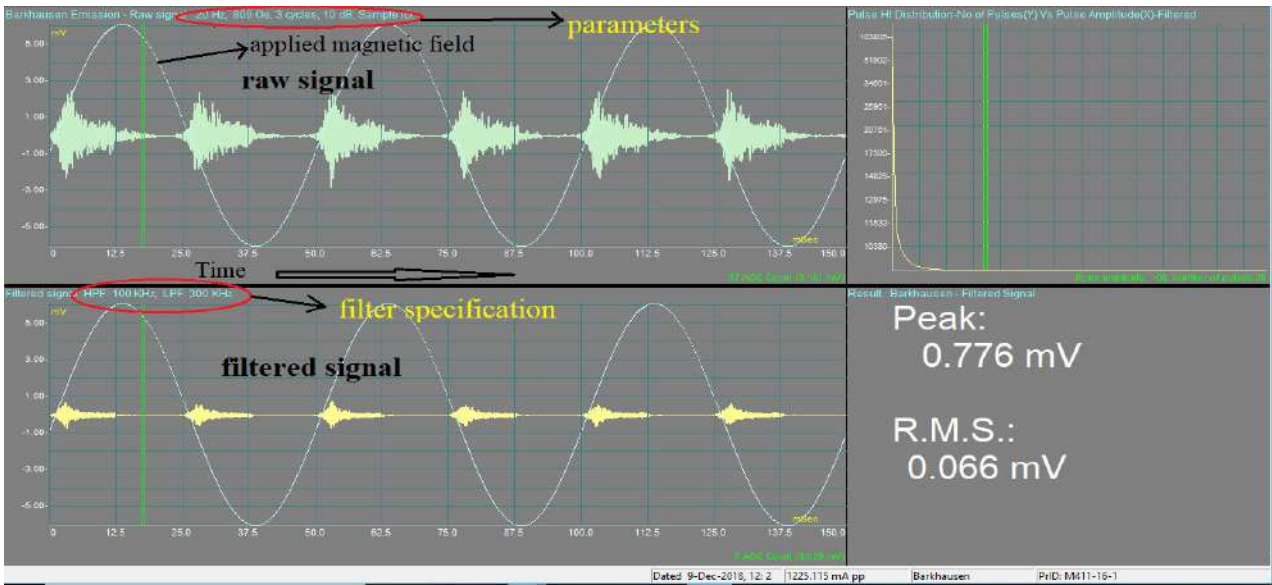 Barkhausen Emission - Raw signal 20 Hz, 800 Oe, 3 cycles, 10 dB, Sample ID:
parameters
mV
applied magnetic field
raw signal
5.00-
3.00-
1.00-
-1.00-
-3.00-
-5.00-
0 12.5 25.0 37.5 50.0 62.5 75.0 87.5 100.0 112.5 125.0 137.5 150.0
mSec
Time
Pulse Ht Distribution-No of Pulses(Y) Vs Pulse Amplitude(X)-Filtered
20761-
17300-
12975-
10380-
Filtered signal HPF: 100 KHz, LPF: 300 KHz
mV
filter specification
filtered signal
5.00-
3.00-
1.00-
-1.00-
-3.00-
-5.00-
0 12.5 25.0 37.5 50.0 62.5 75.0 87.5 100.0 112.5 125.0 137.5 150.0
mSec
Result : Barkhausen - Filtered Signal
Peak:
0.776 mV
R.M.S.:
0.066 mV
Dated 9-Dec-2018, 12: 2 1225.115 mA pp Barkhausen PrID: M411-16-1